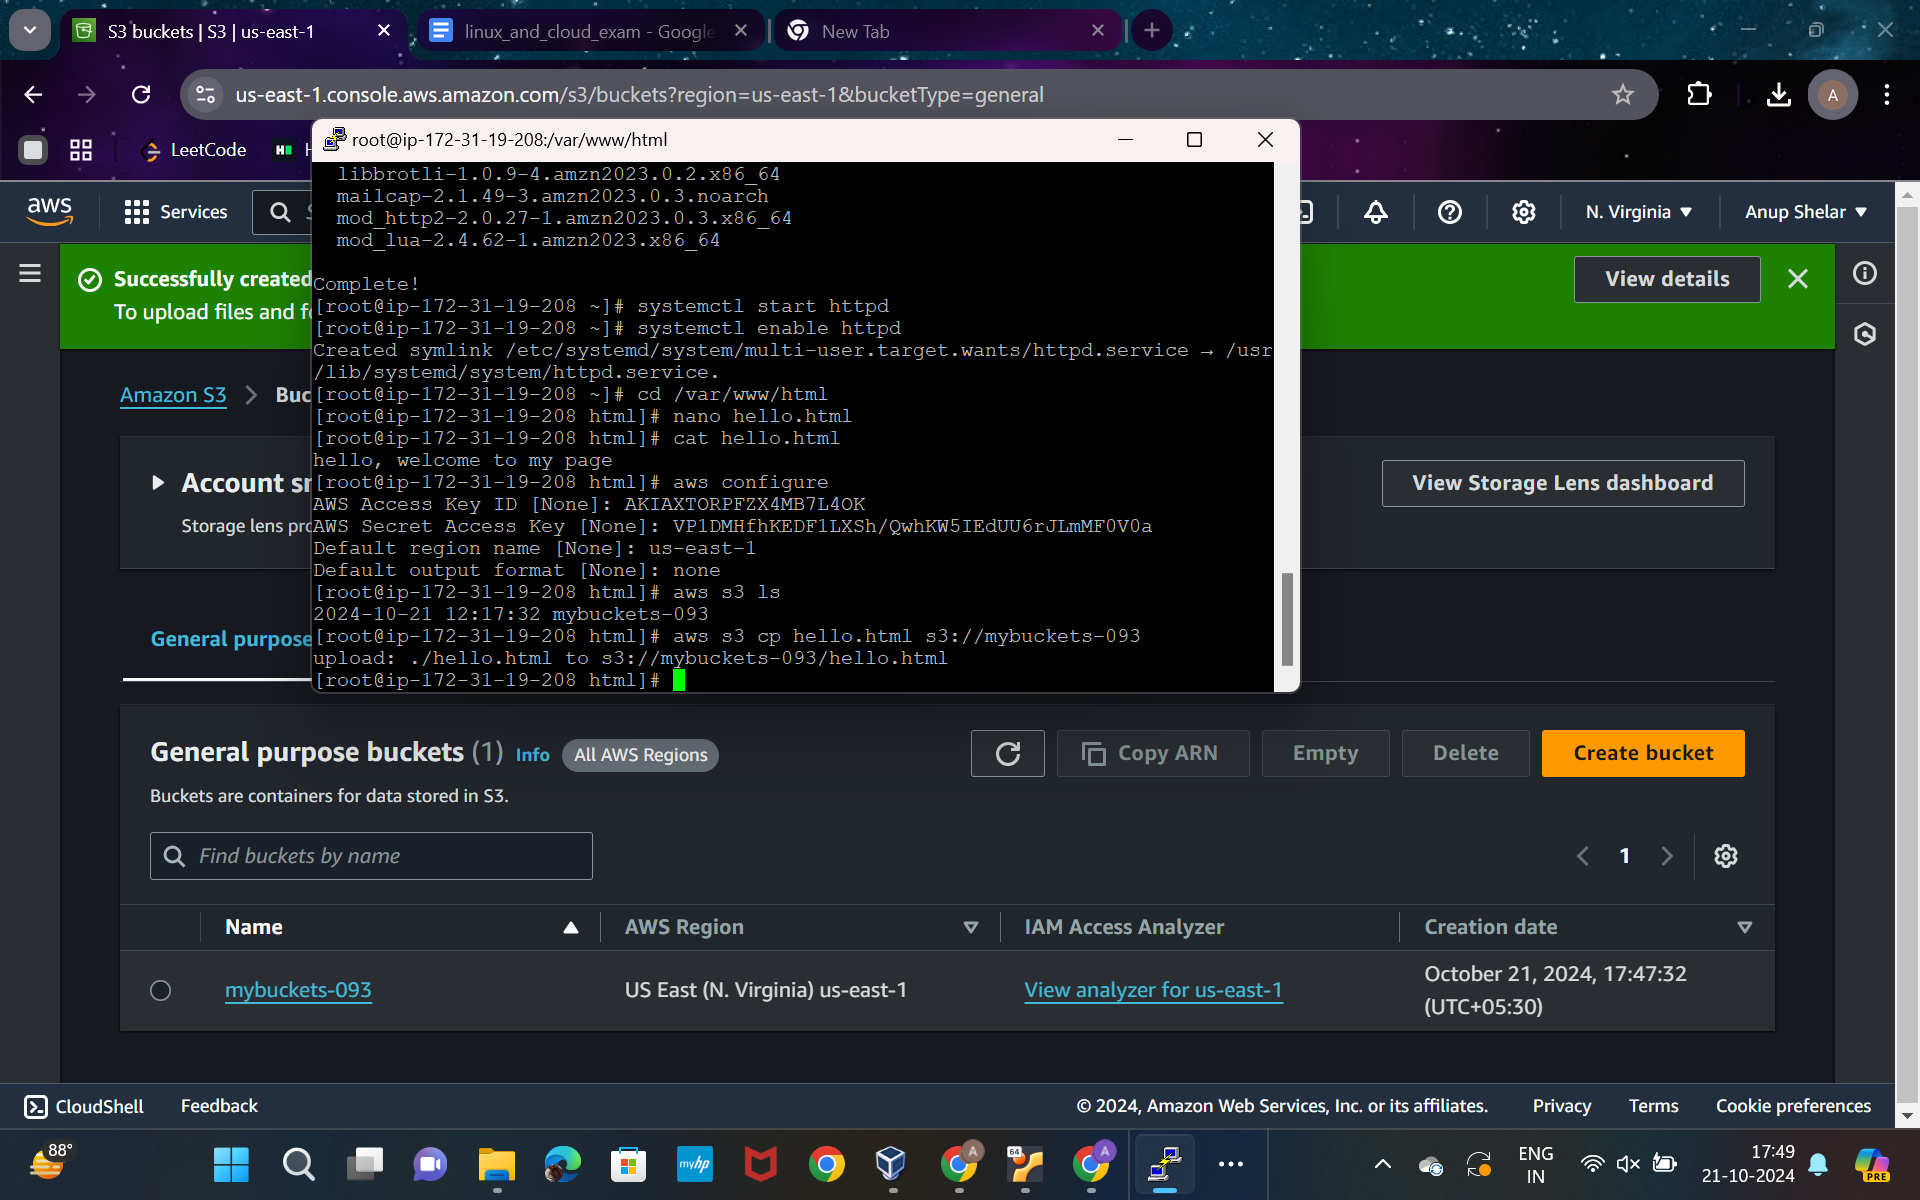 S3 buckets | S3 | us-east-1
linux_and_cloud_exam - Google
New Tab
us-east-1.console.aws.amazon.com/s3/buckets?region=us-east-1&bucketType=general
A
LeetCode
H
root@ip-172-31-19-208:/var/www/html
aws
Services
N. Virginia
Anup Shelar
libbrotli-1.0.9-4.amzn2023.0.2.x86_64
mailcap-2.1.49-3.amzn2023.0.3.noarch
mod_http2-2.0.27-1.amzn2023.0.3.x86_64
mod_lua-2.4.62-1.amzn2023.x86_64
Complete!
[root@ip-172-31-19-208 ~]# systemctl start httpd
[root@ip-172-31-19-208 ~]# systemctl enable httpd
Created symlink /etc/systemd/system/multi-user.target.wants/httpd.service → /usr
/lib/systemd/system/httpd.service.
[root@ip-172-31-19-208 ~]# cd /var/www/html
[root@ip-172-31-19-208 html]# nano hello.html
[root@ip-172-31-19-208 html]# cat hello.html
hello, welcome to my page
[root@ip-172-31-19-208 html]# aws configure
AWS Access Key ID [None]: AKIAXTORPFZX4MB7L4OK
AWS Secret Access Key [None]: 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
Default region name [None]: us-east-1
Default output format [None]: none
[root@ip-172-31-19-208 html]# aws s3 ls
2024-10-21 12:17:32 mybuckets-093
[root@ip-172-31-19-208 html]# aws s3 cp hello.html s3://mybuckets-093
upload: ./hello.html to s3://mybuckets-093/hello.html
[root@ip-172-31-19-208 html]#
Successfully created
To upload files and
View details
Amazon S3
Buc
Account
Storage lens
View Storage Lens dashboard
General purpose
General purpose buckets (1) Info All AWS Regions
Copy ARN
Empty
Delete
Create bucket
Buckets are containers for data stored in S3.
Find buckets by name
1
Name
AWS Region
IAM Access Analyzer
Creation date
mybuckets-093
US East (N. Virginia) us-east-1
View analyzer for us-east-1
October 21, 2024, 17:47:32
(UTC+05:30)
CloudShell
Feedback
© 2024, Amazon Web Services, Inc. or its affiliates.
Privacy
Terms
Cookie preferences
88°
myhp
A
64
A
ENG
IN
17:49
21-10-2024
PRE